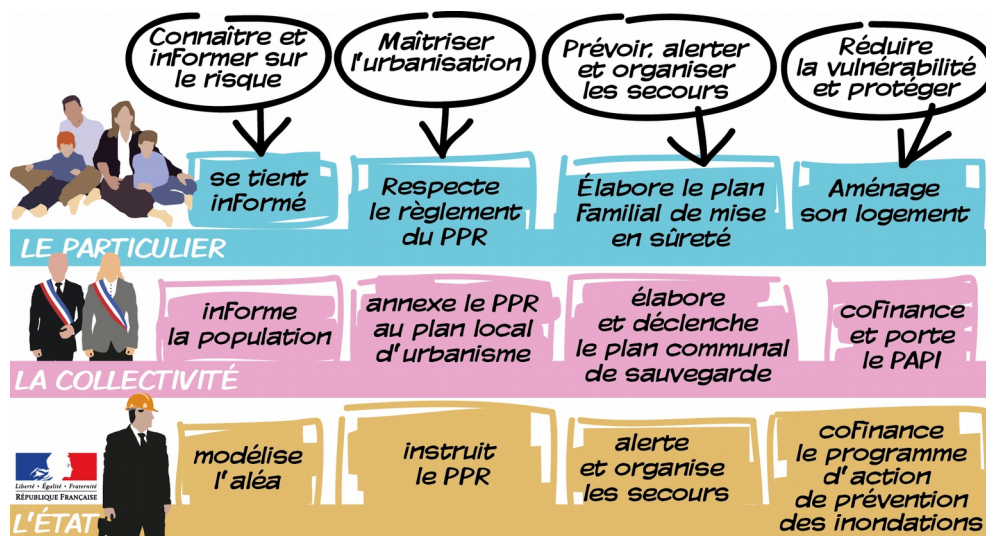 Connaître et
informer sur
le risque
Maîtriser
l'urbanisation
Prévoir, alerter
et organiser
les secours
Réduire
la vulnérabilité
et protéger
se tient
informé
Respecte
le règlement
du PPR
Élabore le plan
Familial de mise
en sûreté
Aménage
son logement
LE PARTICULIER
informe
la population
annexe le PPR
au plan local
d'urbanisme
élabore
et déclenche
le plan communal
de sauvegarde
cofinance
et porte
le PAPI
LA COLLECTIVITÉ
modélise
l'aléa
instruit
le PPR
alerte
et organise
les secours
cofinance
le programme
d'action
de prévention
des inondations
Liberté • Égalité • Fraternité
RÉPUBLIQUE FRANÇAISE
L'ÉTAT